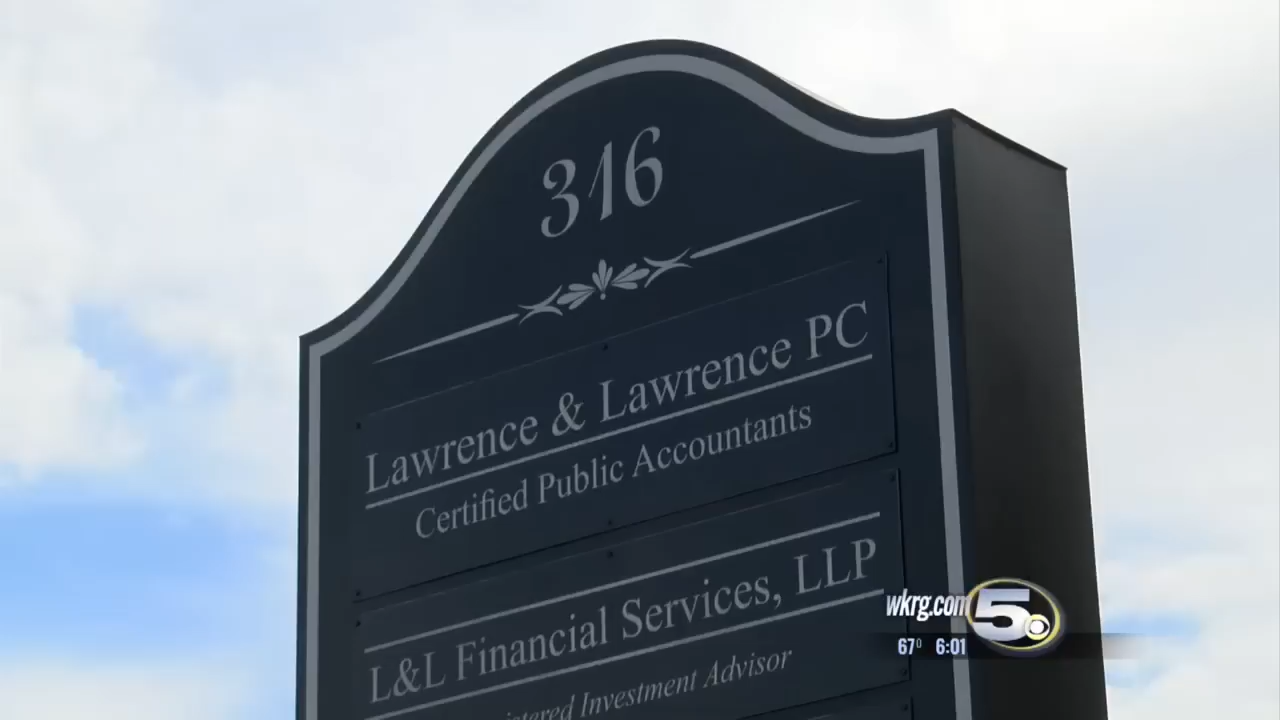 316
Lawrence & Lawrence PC
Certified Public Accountants
L&L Financial Services, LLP
Investment Advisor
wkrg.com 5
67° 6:01